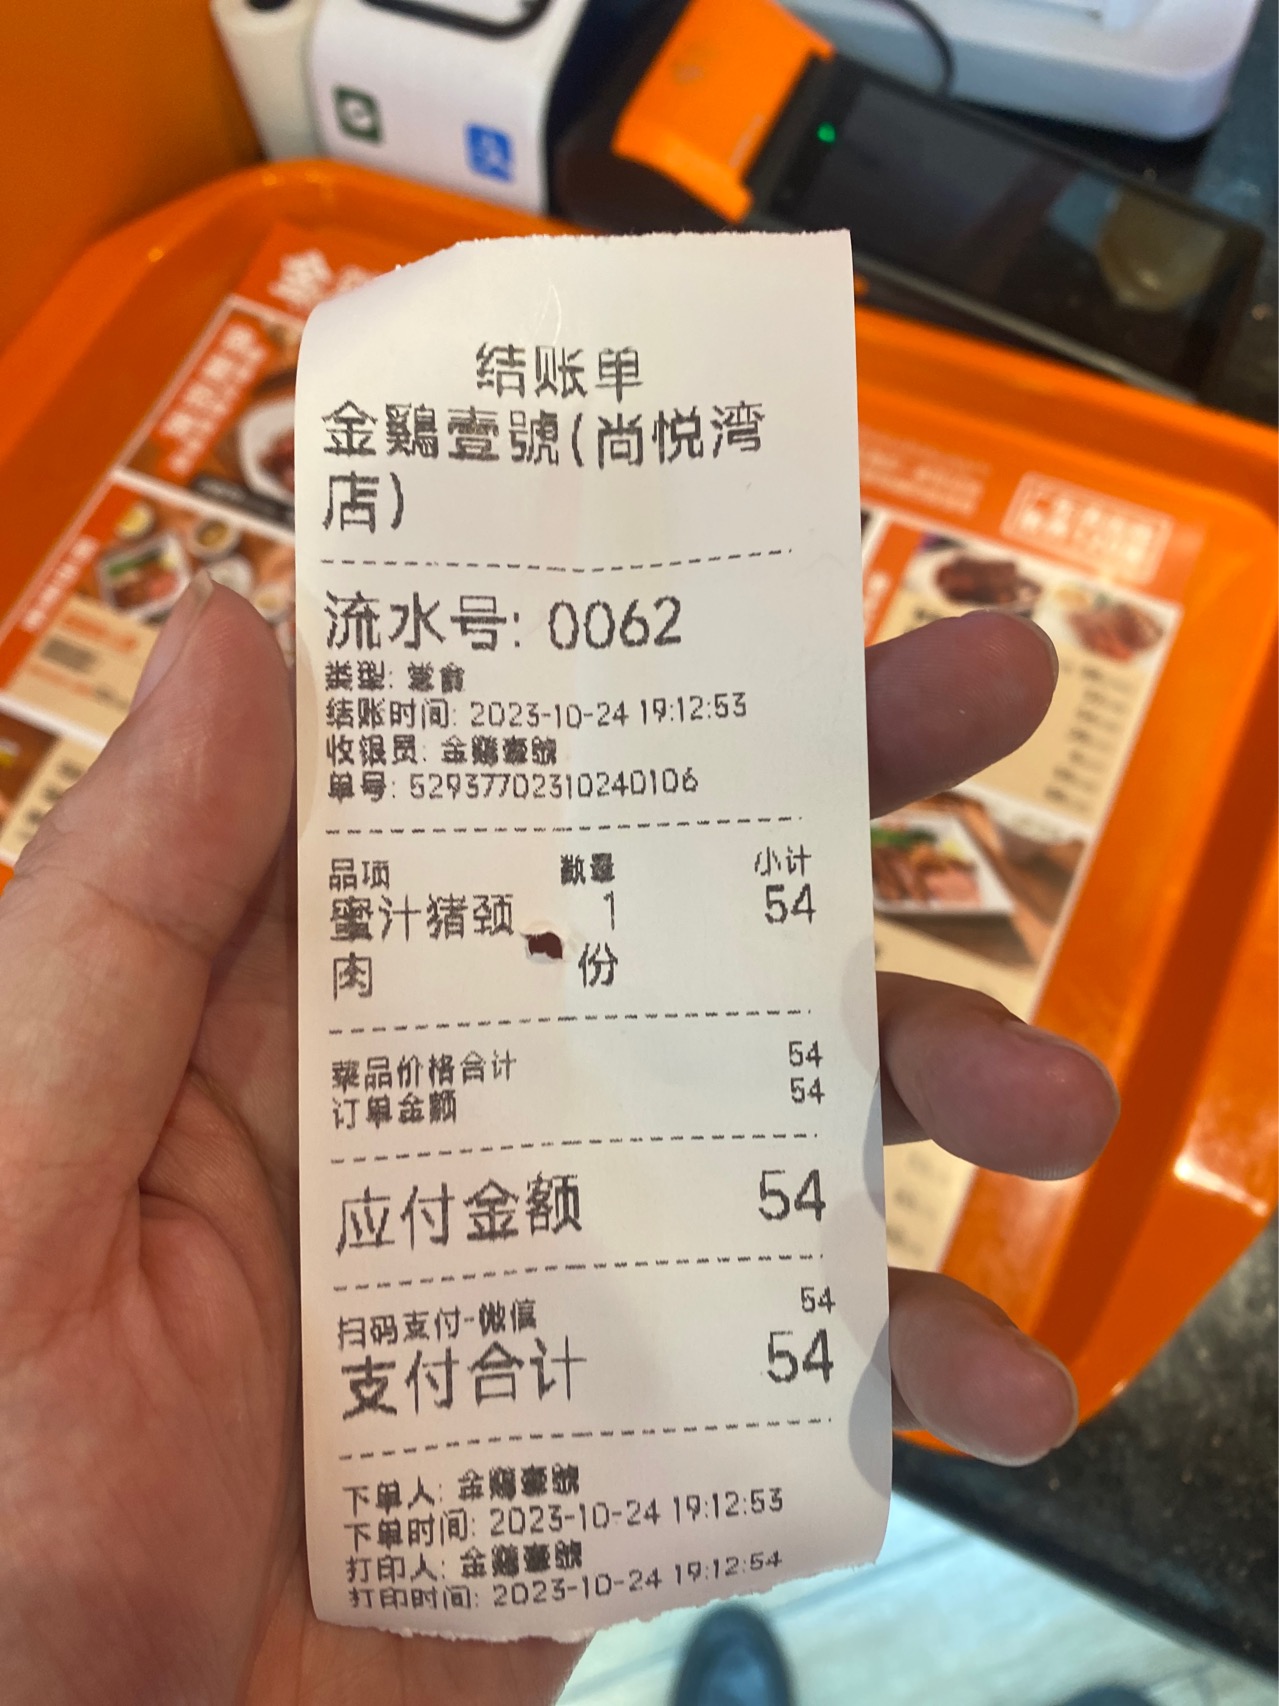 结账单
金鷄壹號(尚悦湾
店)
流水号: 0062
类型: 堂食
结账时间: 2023-10-24 19:12:53
收银员: 金鷄壹號
单号: 52937702310240106
品项 数量 小计
蜜汁猪颈 1 54
肉 份
菜品价格合计 54
订单金额 54
应付金额 54
扫码支付-微信 54
支付合计 54
下单人: 金鷄壹號
下单时间: 2023-10-24 19:12:53
打印人: 金鷄壹號
打印时间: 2023-10-24 19:12:54